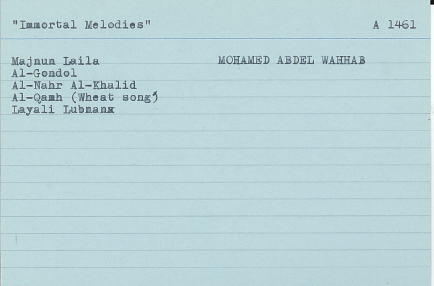 "Immortal Melodies" A 1461
Majnun Laila MOHAMED ABDEL WAHHAB
Al-Gondol
Al-Nahr Al-Khalid
Al-Qamh (Wheat song)
Layali Lubnanx